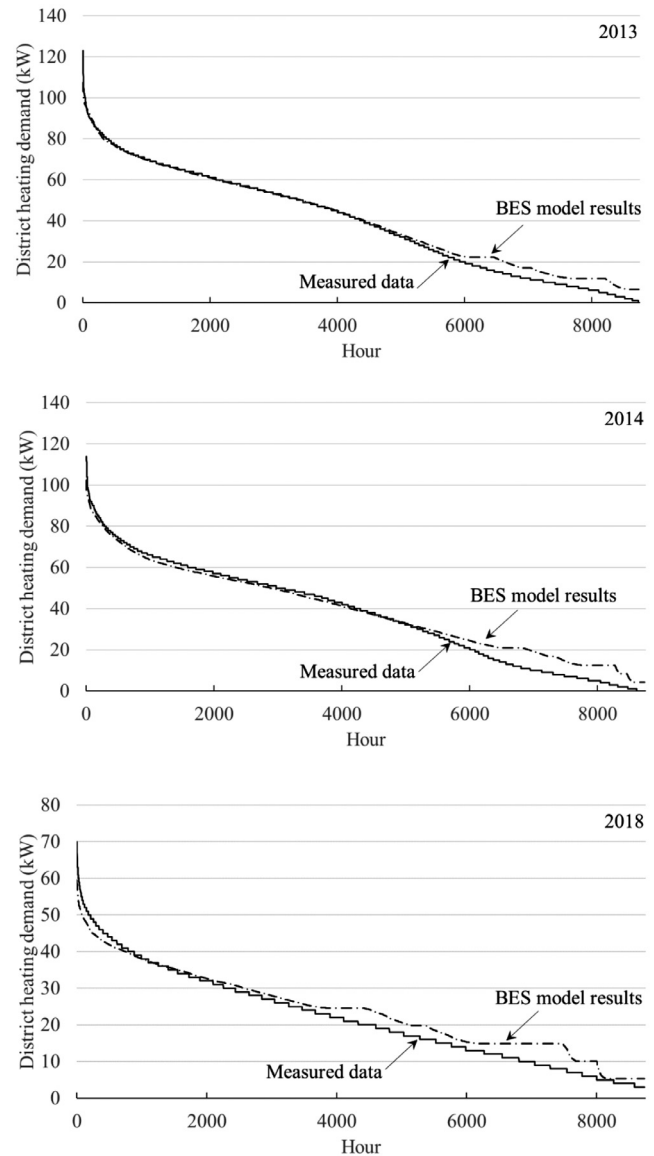 2013
District heating demand (kW)
140
120
100
80
60
40
20
0
BES model results
Measured data
0 2000 4000 6000 8000
Hour
2014
District heating demand (kW)
140
120
100
80
60
40
20
0
BES model results
Measured data
0 2000 4000 6000 8000
Hour
2018
District heating demand (kW)
80
70
60
50
40
30
20
10
0
BES model results
Measured data
0 2000 4000 6000 8000
Hour